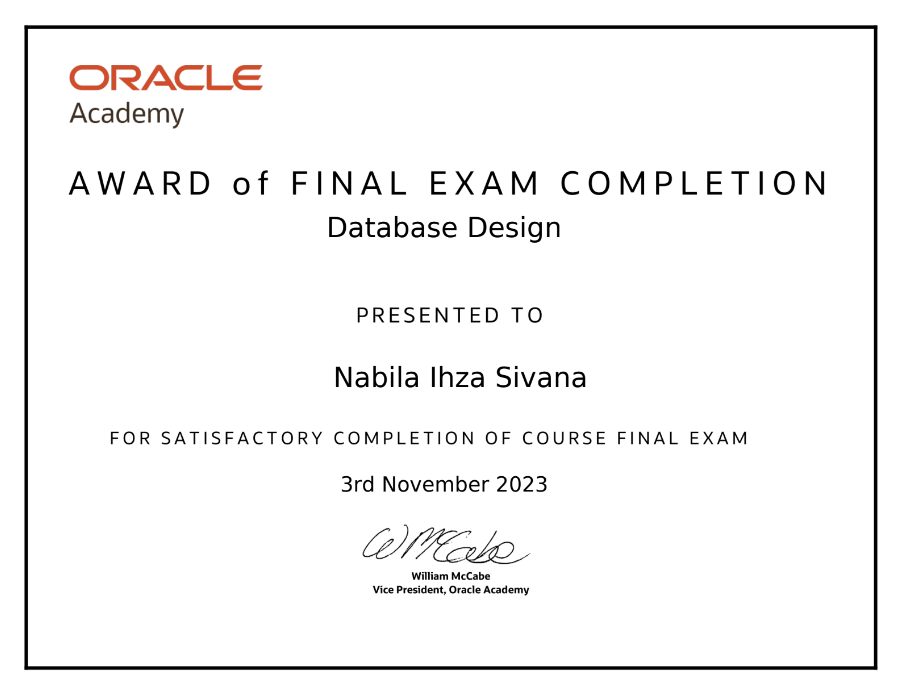 ORACLE
Academy
AWARD of FINAL EXAM COMPLETION
Database Design
PRESENTED TO
Nabila Ihza Sivana
FOR SATISFACTORY COMPLETION OF COURSE FINAL EXAM
3rd November 2023
WMcCabe
William McCabe
Vice President, Oracle Academy